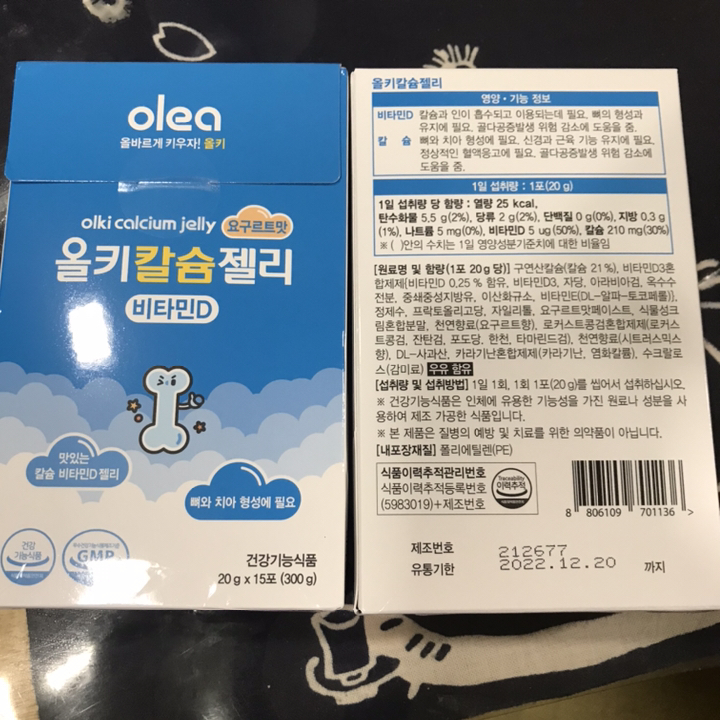 olea
올바르게 키우자! 올키
olki calcium jelly 요구르트맛
올키칼슘젤리
비타민D
맛있는
칼슘 비타민D 젤리
뼈와 치아 형성에 필요
건강
기능식품
GMP
건강기능식품
20 g x 15포 (300 g)
올키칼슘젤리
영양 · 기능 정보
비타민D 칼슘과 인이 흡수되고 이용되는데 필요. 뼈의 형성과
유지에 필요. 골다공증발생 위험 감소에 도움을 줌.
칼 슘 뼈와 치아 형성에 필요. 신경과 근육 기능 유지에 필요.
정상적인 혈액응고에 필요. 골다공증발생 위험 감소에
도움을 줌.
1일 섭취량 : 1포(20 g)
1일 섭취량 당 함량 : 열량 25 kcal,
탄수화물 5.5 g(2%), 당류 2 g(2%), 단백질 0 g(0%), 지방 0.3 g
(1%), 나트륨 5 mg(0%), 비타민D 5 ug(50%), 칼슘 210 mg(30%)
※ ( )안의 수치는 1일 영양성분기준치에 대한 비율임
[원료명 및 함량(1포 20 g 당)] 구연산칼슘(칼슘 21%), 비타민D3혼
합제제(비타민D 0.25 % 함유, 비타민D3, 자당, 아라비아검, 옥수수
전분, 중쇄중성지방유, 이산화규소, 비타민E(DL-알파-토코페롤)),
정제수, 프락토올리고당, 자일리톨, 요구르트맛페이스트, 식물성크
림혼합분말, 천연향료(요구르트향), 로커스트콩검혼합제제(로커스
트콩검, 잔탄검, 포도당, 한천, 타마린드검), 천연향료(시트러스믹스
향), DL-사과산, 카라기난혼합제제(카라기난, 염화칼륨), 수크랄로
스(감미료) 우유 함유
[섭취량 및 섭취방법] 1일 1회, 1회 1포(20 g)를 씹어서 섭취하십시오.
※ 건강기능식품은 인체에 유용한 기능성을 가진 원료나 성분을 사
용하여 제조 가공한 식품입니다.
※ 본 제품은 질병의 예방 및 치료를 위한 의약품이 아닙니다.
[내포장재질] 폴리에틸렌(PE)
식품이력추적관리번호
식품이력추적등록번호
(5983019)+제조번호
Traceability
이력추적
8 806109 701136 >
제조번호 212677
유통기한 2022.12.20 까지